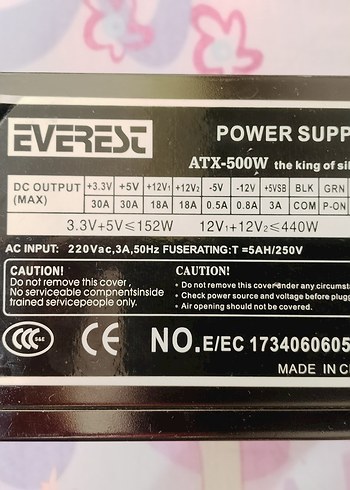 EVEREST
POWER SUPP
ATX-500W the king of sil
DC OUTPUT (MAX) +3.3V +5V +12V1 +12V2 -5V -12V +5VSB BLK GRN
30A 30A 18A 18A 0.5A 0.8A 3A COM P-ON
3.3V+5V≤152W 12V1+12V2≤440W
AC INPUT: 220Vac,3A,50Hz FUSERATING:T =5AH/250V
CAUTION!
Do not remove this cover ,
No serviceable componentsinside
trained servicepeople only.
CAUTION!
• Do not remove this cover under any circumst
• Check power source and voltage before plugg
• Air opening should not be covered.
CCC S&E CE NO.E/EC 1734060605
MADE IN C